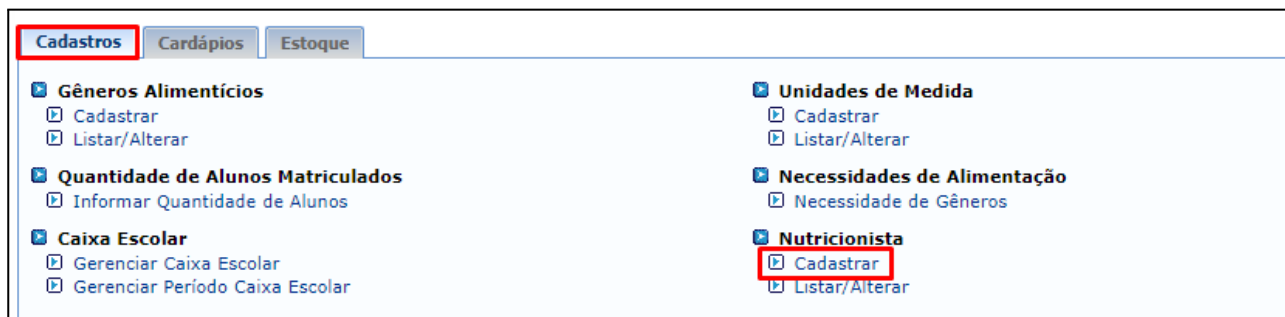 Cadastros Cardápios Estoque
Gêneros Alimentícios
Cadastrar
Listar/Alterar
Quantidade de Alunos Matriculados
Informar Quantidade de Alunos
Caixa Escolar
Gerenciar Caixa Escolar
Gerenciar Período Caixa Escolar
Unidades de Medida
Cadastrar
Listar/Alterar
Necessidades de Alimentação
Necessidade de Gêneros
Nutricionista
Cadastrar
Listar/Alterar